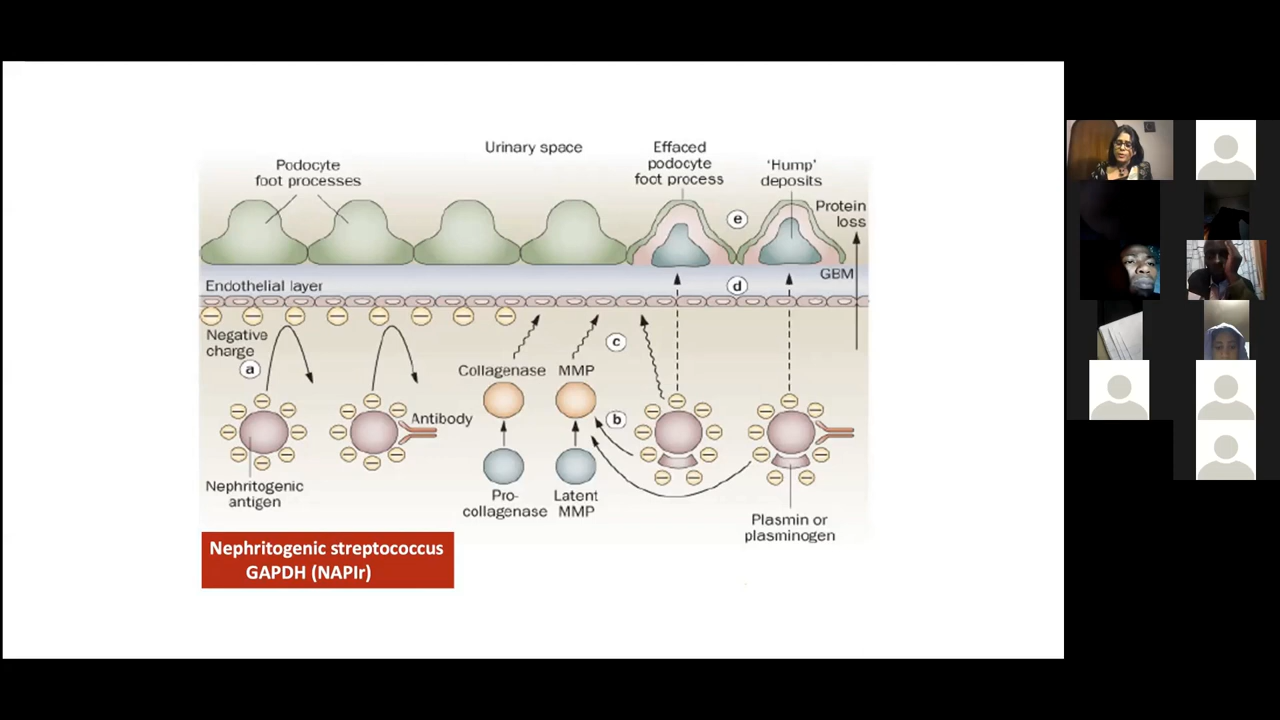 Urinary space
Podocyte
foot processes
Effaced
podocyte
foot process
'Hump'
deposits
Protein
loss
e
GBM
d
Endothelial layer
Negative
charge
a
c
Collagenase
MMP
b
Antibody
Nephritogenic
antigen
Pro-
collagenase
Latent
MMP
Plasmin or
plasminogen
Nephritogenic streptococcus
GAPDH (NAPIr)